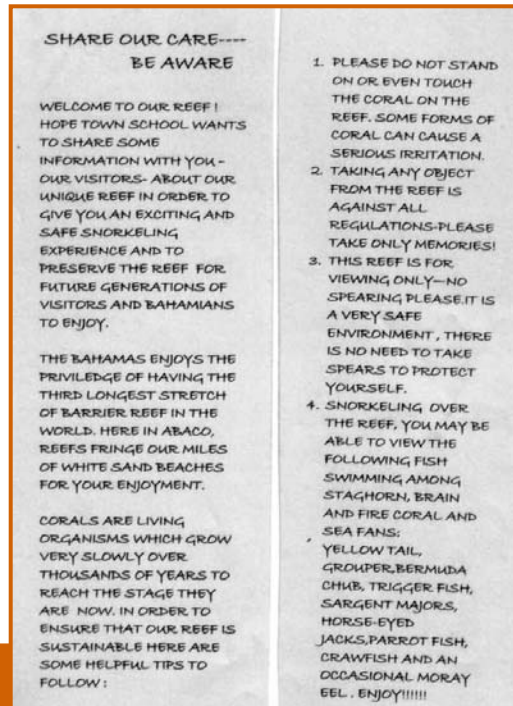 SHARE OUR CARE----
BE AWARE
WELCOME TO OUR REEF!
HOPE TOWN SCHOOL WANTS
TO SHARE SOME
INFORMATION WITH YOU -
OUR VISITORS- ABOUT OUR
UNIQUE REEF IN ORDER TO
GIVE YOU AN EXCITING AND
SAFE SNORKELING
EXPERIENCE AND TO
PRESERVE THE REEF FOR
FUTURE GENERATIONS OF
VISITORS AND BAHAMIANS
TO ENJOY.
THE BAHAMAS ENJOYS THE
PRIVILEDGE OF HAVING THE
THIRD LONGEST STRETCH
OF BARRIER REEF IN THE
WORLD. HERE IN ABACO,
REEFS FRINGE OUR MILES
OF WHITE SAND BEACHES
FOR YOUR ENJOYMENT.
CORALS ARE LIVING
ORGANISMS WHICH GROW
VERY SLOWLY OVER
THOUSANDS OF YEARS TO
REACH THE STAGE THEY
ARE NOW. IN ORDER TO
ENSURE THAT OUR REEF IS
SUSTAINABLE HERE ARE
SOME HELPFUL TIPS TO
FOLLOW:
1. PLEASE DO NOT STAND
ON OR EVEN TOUCH
THE CORAL ON THE
REEF. SOME FORMS OF
CORAL CAN CAUSE A
SERIOUS IRRITATION.
2. TAKING ANY OBJECT
FROM THE REEF IS
AGAINST ALL
REGULATIONS-PLEASE
TAKE ONLY MEMORIES!
3. THIS REEF IS FOR
VIEWING ONLY—NO
SPEARING PLEASE.IT IS
A VERY SAFE
ENVIRONMENT, THERE
IS NO NEED TO TAKE
SPEARS TO PROTECT
YOURSELF.
4. SNORKELING OVER
THE REEF, YOU MAY BE
ABLE TO VIEW THE
FOLLOWING FISH
SWIMMING AMONG
STAGHORN, BRAIN
AND FIRE CORAL AND
SEA FANS:
YELLOW TAIL,
GROUPER,BERMUDA
CHUB, TRIGGER FISH,
SARGENT MAJORS,
HORSE-EYED
JACKS,PARROT FISH,
CRAWFISH AND AN
OCCASIONAL MORAY
EEL. ENJOY!!!!!!